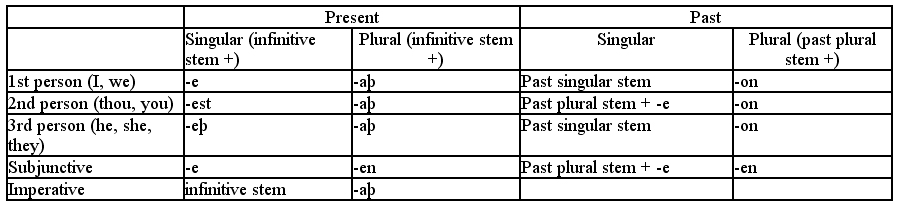 Present Past
Singular (infinitive stem +) Plural (infinitive stem +) Singular Plural (past plural stem +)
1st person (I, we) -e -aþ Past singular stem -on
2nd person (thou, you) -est -aþ Past plural stem + -e -on
3rd person (he, she, they) -eþ -aþ Past singular stem -on
Subjunctive -e -en Past plural stem + -e -en
Imperative infinitive stem -aþ